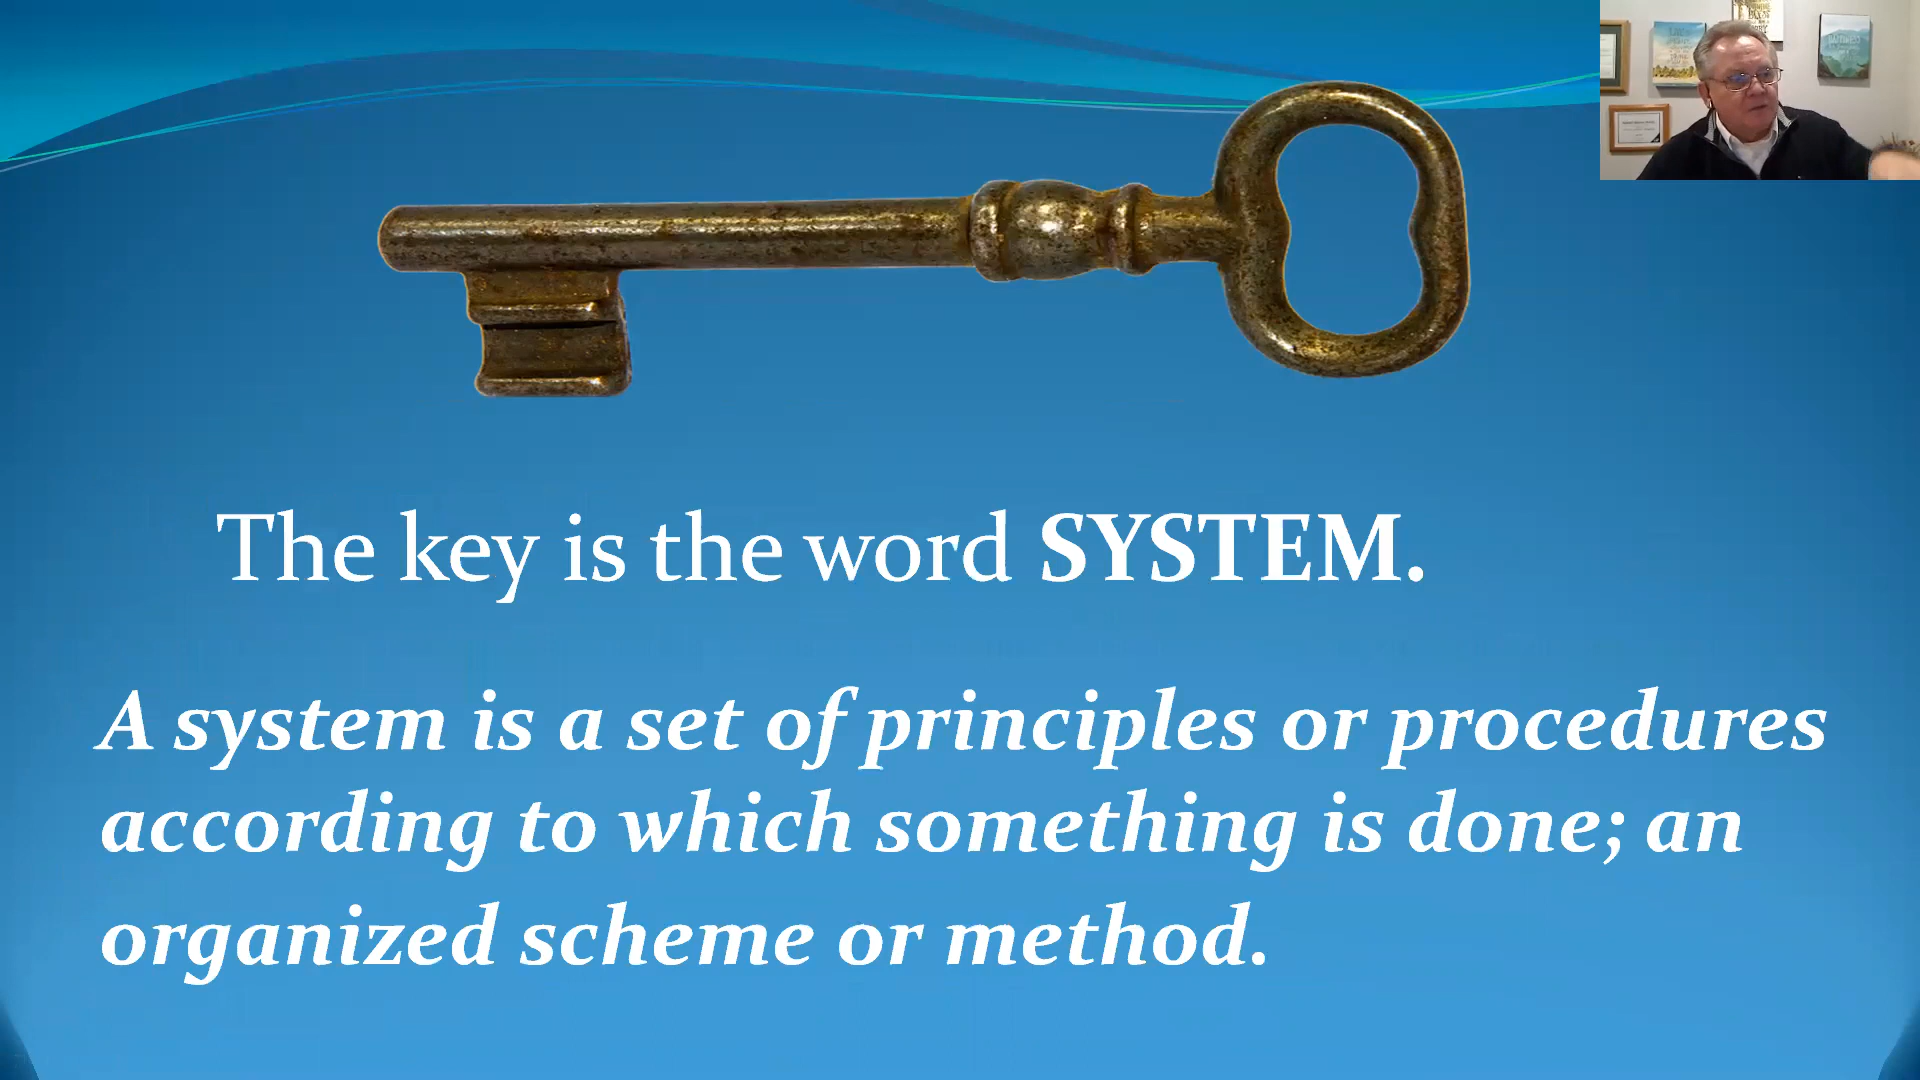 The key is the word SYSTEM.
A system is a set of principles or procedures
according to which something is done; an
organized scheme or method.